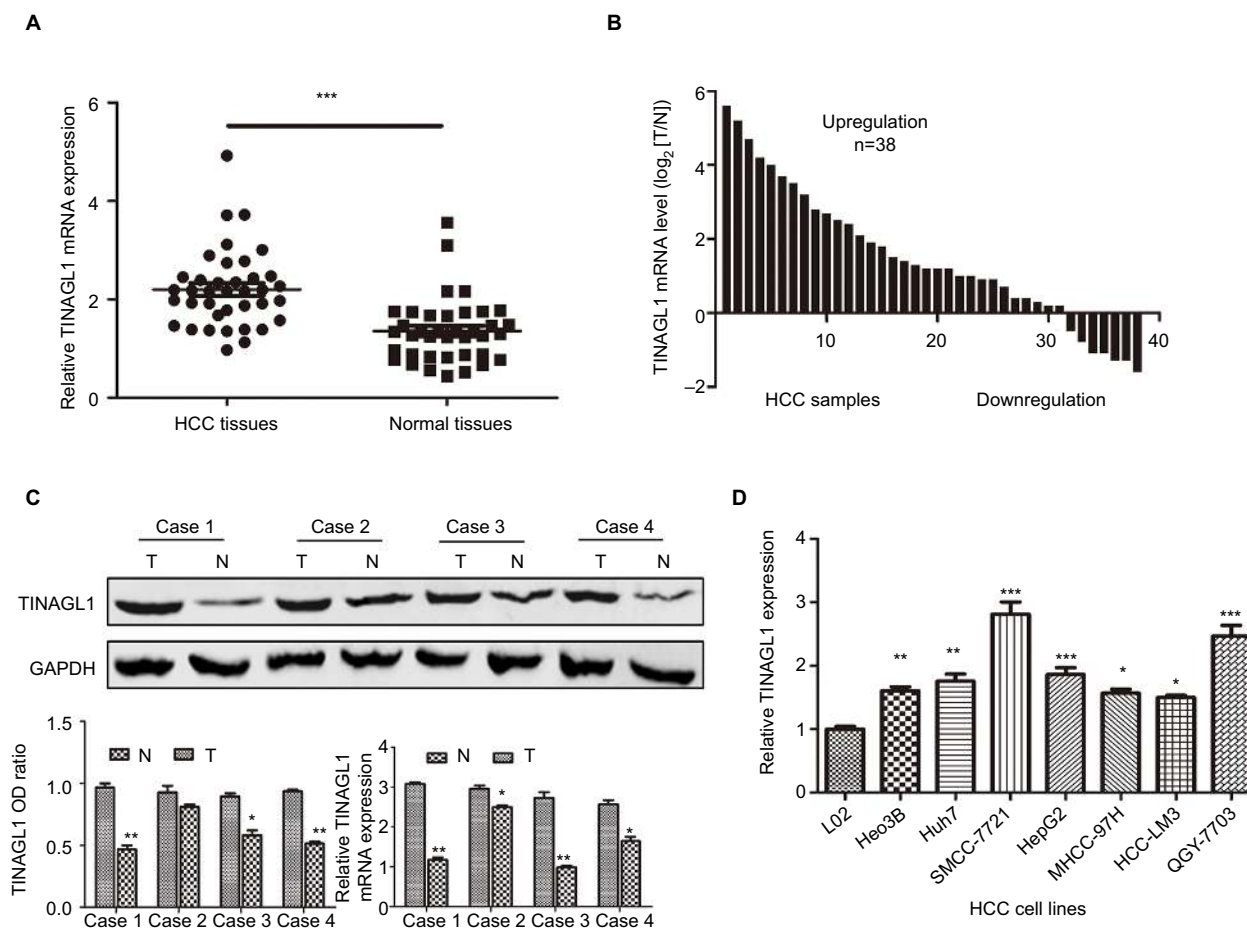 A
Relative TINAGL1 mRNA expression
6
4
2
0
***
HCC tissues
Normal tissues
B
TINAGL1 mRNA level (log2 [T/N])
6
4
2
0
–2
Upregulation
n=38
10
20
30
40
HCC samples
Downregulation
C
Case 1
Case 2
Case 3
Case 4
T
N
T
N
T
N
T
N
TINAGL1
GAPDH
TINAGL1 OD ratio
1.5
1.0
0.5
0.0
N
T
**
*
**
Case 1
Case 2
Case 3
Case 4
Relative TINAGL1
mRNA expression
4
3
2
1
0
N
T
**
*
**
*
Case 1
Case 2
Case 3
Case 4
D
Relative TINAGL1 expression
4
3
2
1
0
**
**
***
***
*
*
***
L02
Heo3B
Huh7
SMCC-7721
HepG2
MHCC-97H
HCC-LM3
QGY-7703
HCC cell lines